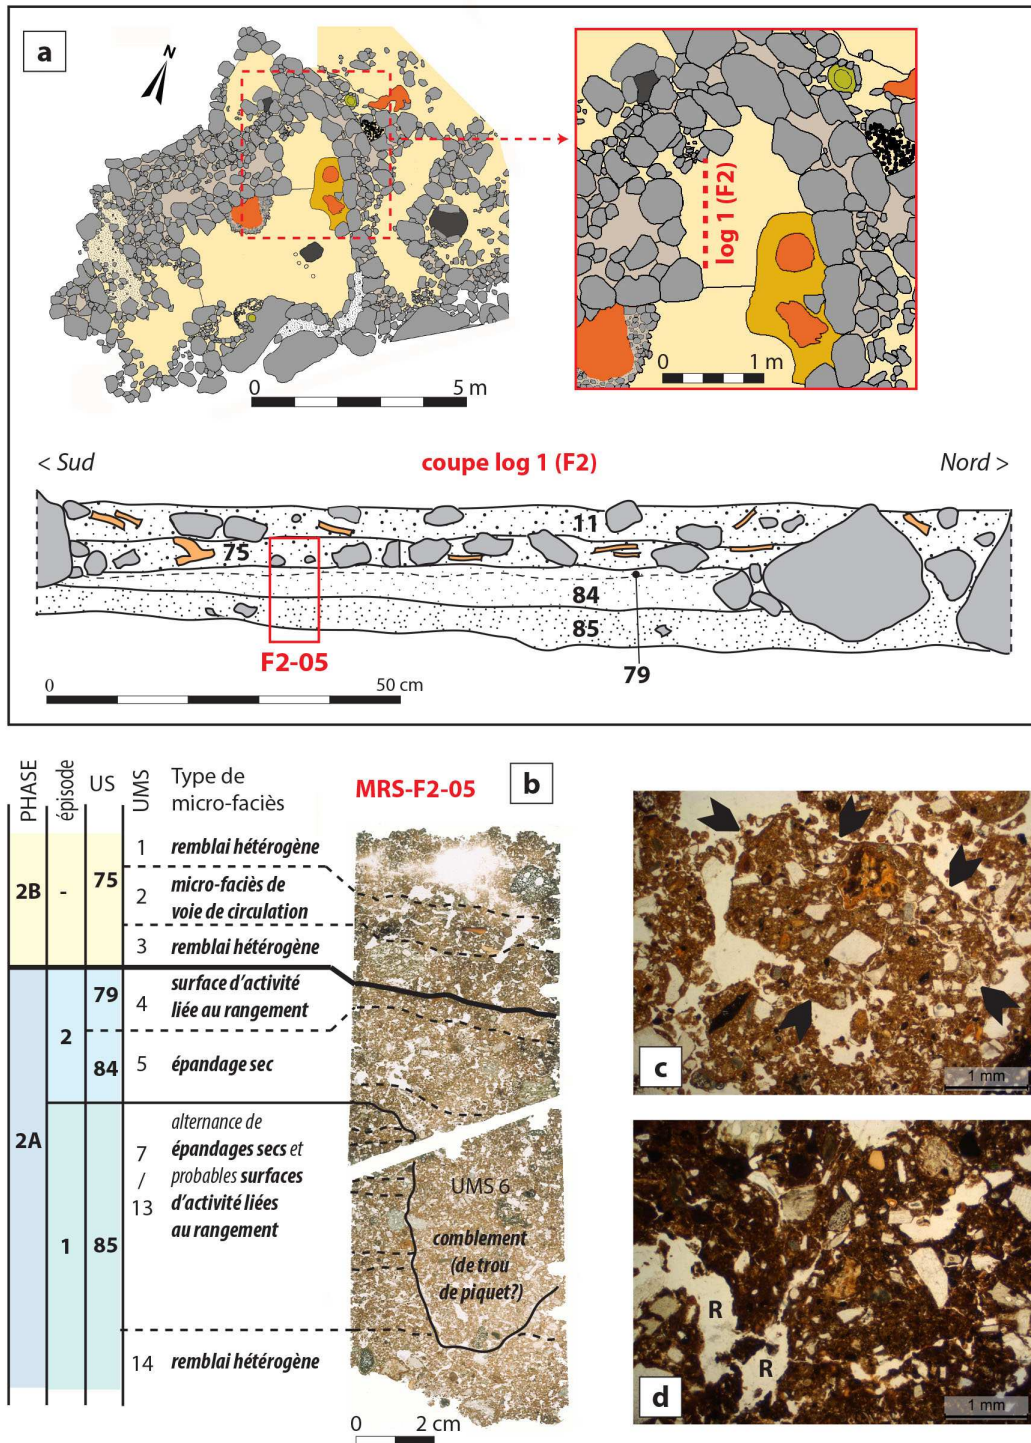 a
N
0 5 m
log 1 (F2)
0 1 m
< Sud
coupe log 1 (F2)
Nord >
11
75
84
85
F2-05
79
0 50 cm
PHASE
épisode
US
UMS
Type de
micro-faciès
MRS-F2-05
b
2B
-
75
1
remblai hétérogène
2
micro-faciès de
voie de circulation
3
remblai hétérogène
2A
2
79
4
surface d'activité
liée au rangement
84
5
épandage sec
1
85
7
/
13
alternance de
épandages secs et
probables surfaces
d'activité liées
au rangement
14
remblai hétérogène
UMS 6
comblement
(de trou
de piquet?)
0 2 cm
c
1 mm
R
R
d
1 mm